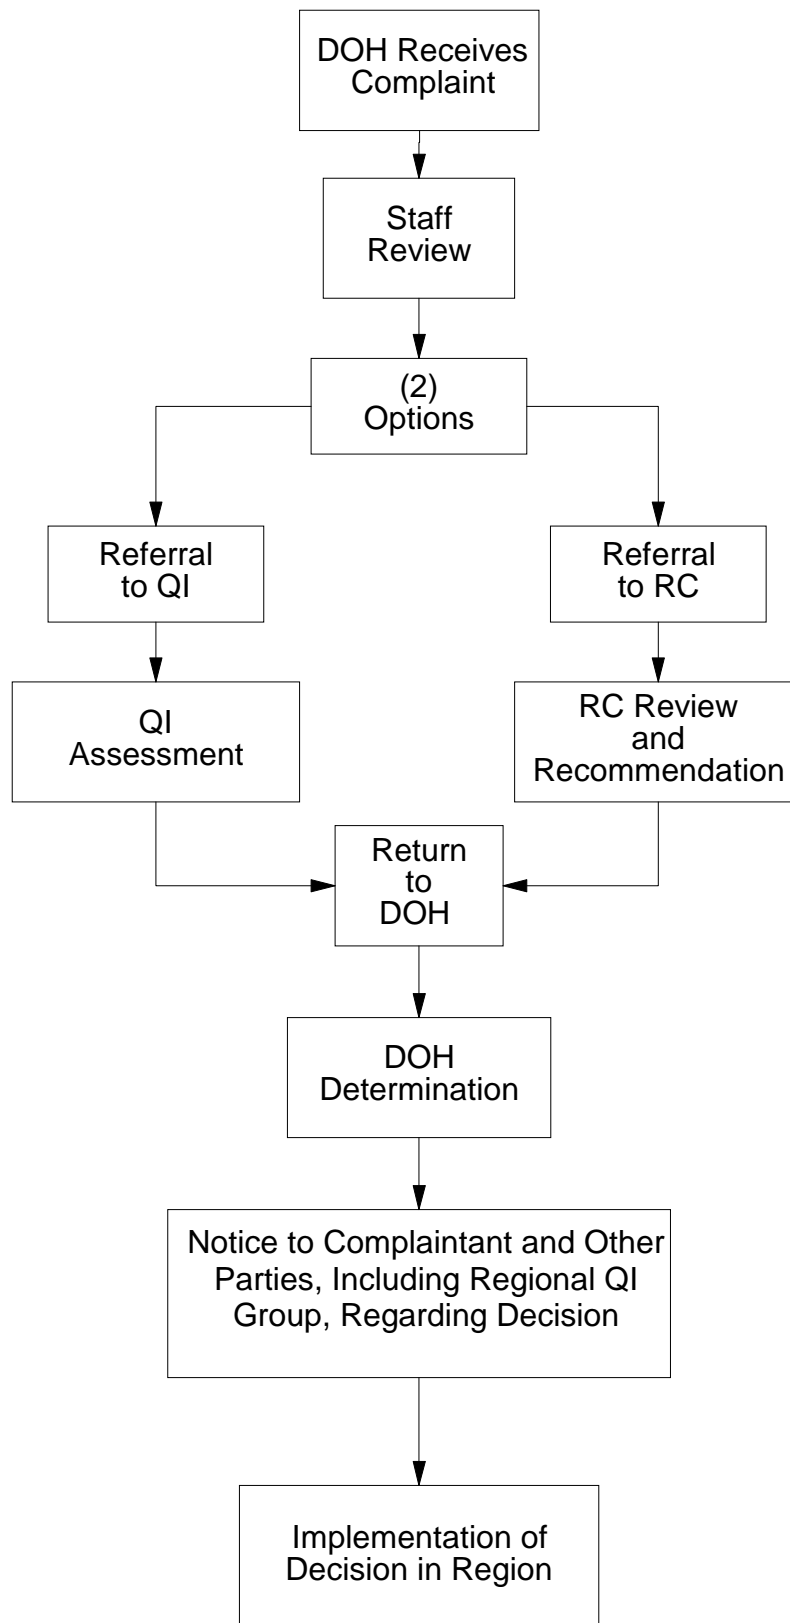 DOH Receives
Complaint
Staff
Review
(2)
Options
Referral
to QI
Referral
to RC
QI
Assessment
RC Review
and
Recommendation
Return
to
DOH
DOH
Determination
Notice to Complaintant and Other
Parties, Including Regional QI
Group, Regarding Decision
Implementation of
Decision in Region